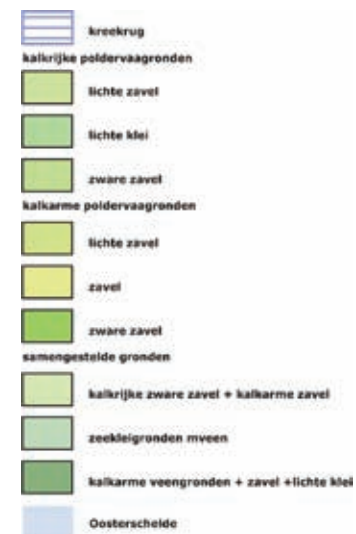 kreekrug
kalkrijke poldervaagronden
lichte zavel
lichte klei
zware zavel
kalkarme poldervaagronden
lichte zavel
zavel
zware zavel
samengestelde gronden
kalkrijke zware zavel + kalkarme zavel
zeekleigronden mveen
kalkarme veengronden + zavel +lichte klei
Oosterschelde